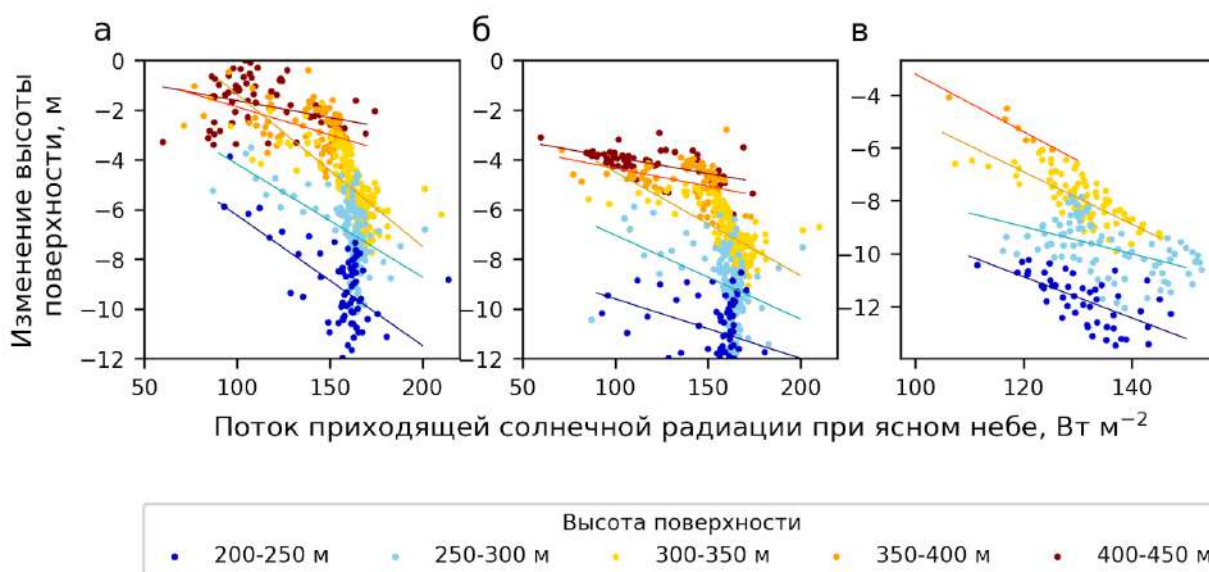 а
б
в
Изменение высоты
поверхности, м
0
−2
−4
−6
−8
−10
−12
50
100
150
200
0
−2
−4
−6
−8
−10
−12
50
100
150
200
−4
−6
−8
−10
−12
100
120
140
Поток приходящей солнечной радиации при ясном небе, Вт м⁻²
Высота поверхности
200-250 м
250-300 м
300-350 м
350-400 м
400-450 м